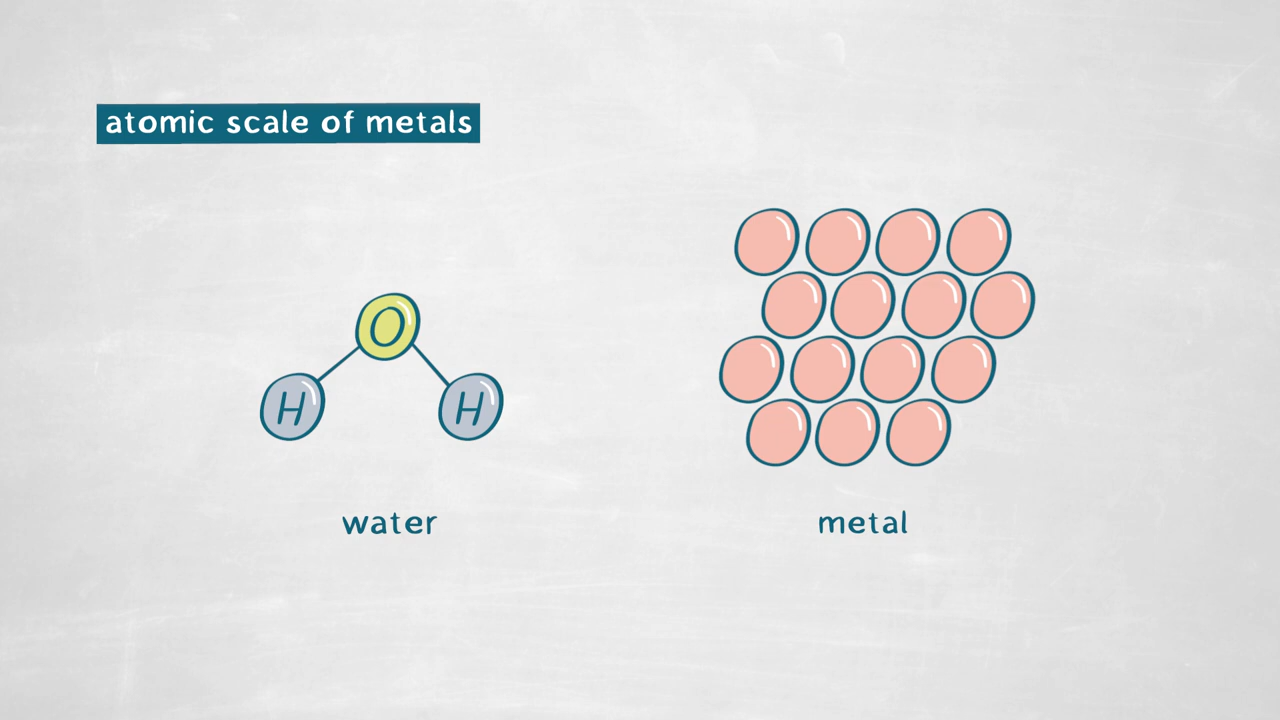 atomic scale of metals
O
H H
water
metal